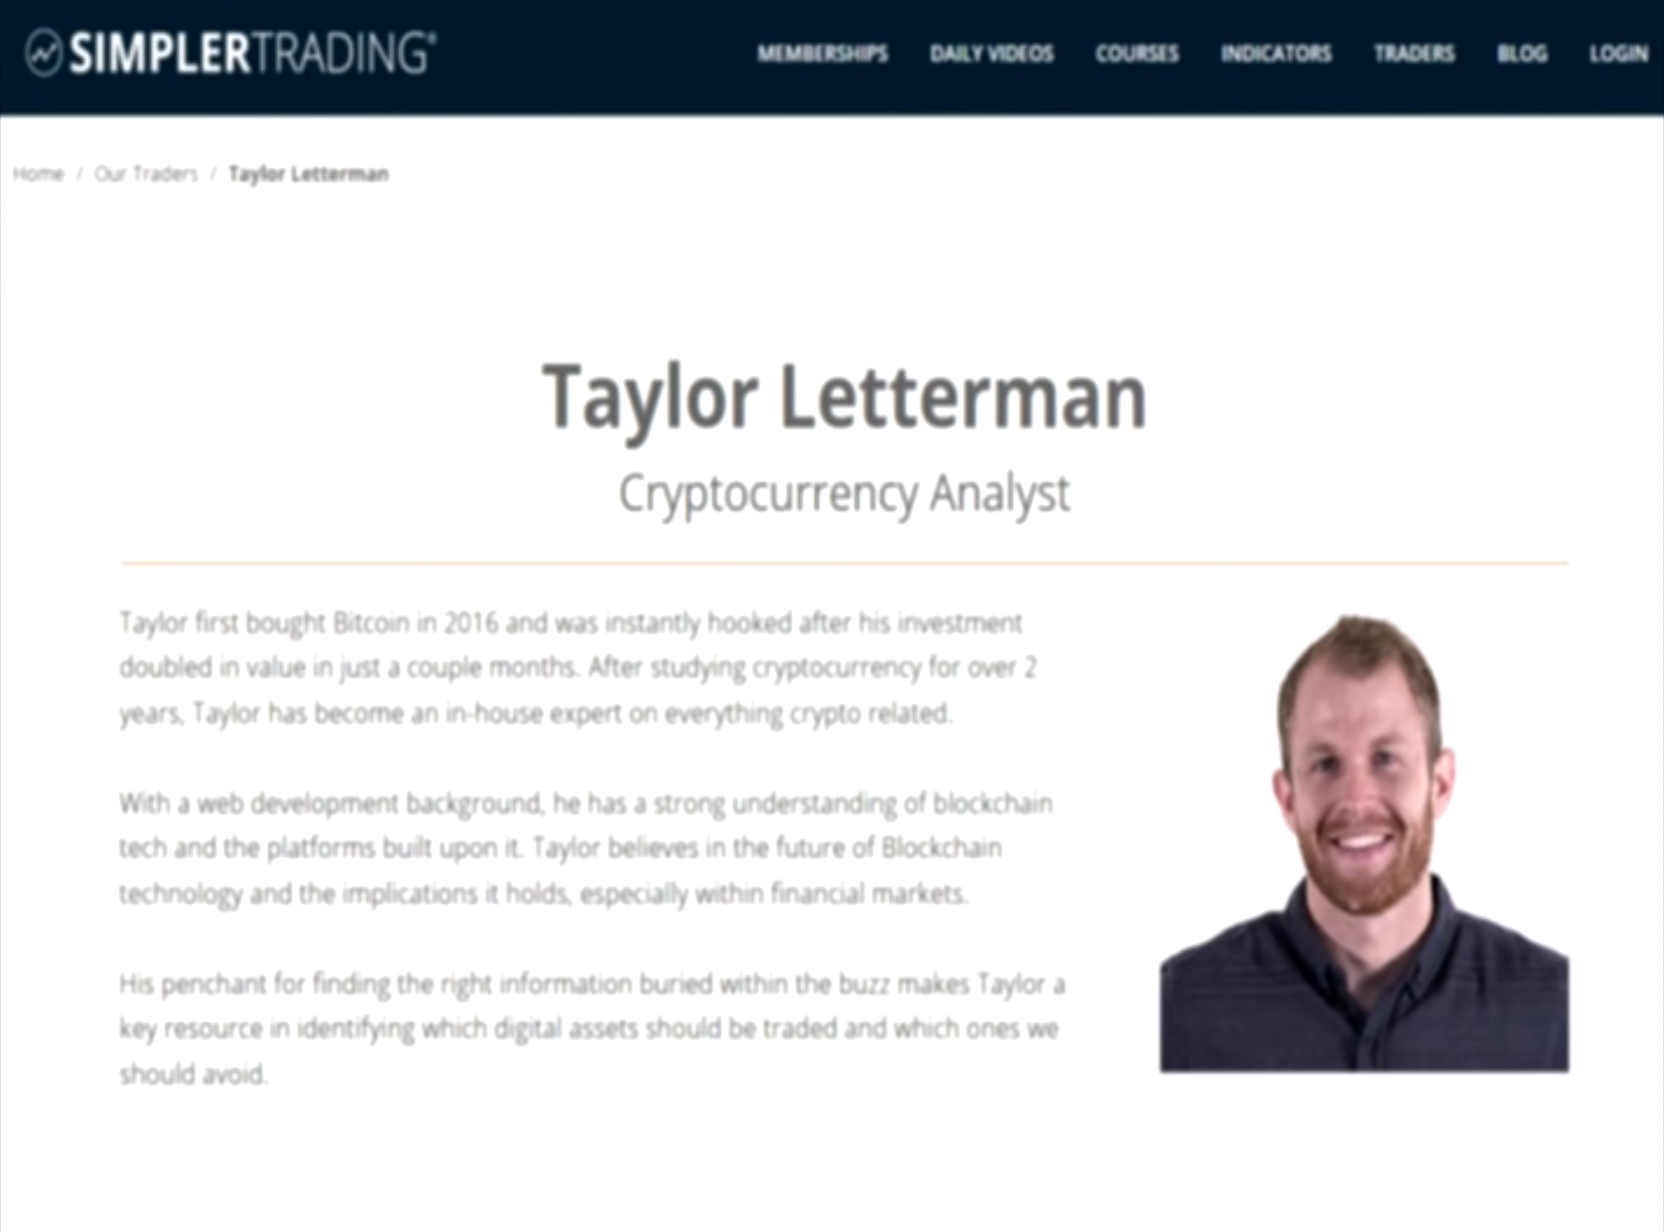 SIMPLERTRADING®
MEMBERSHIPS DAILY VIDEOS COURSES INDICATORS TRADERS BLOG LOGIN
Home / Our Traders / Taylor Letterman
Taylor Letterman
Cryptocurrency Analyst
Taylor first bought Bitcoin in 2016 and was instantly hooked after his investment
doubled in value in just a couple months. After studying cryptocurrency for over 2
years, Taylor has become an in-house expert on everything crypto related.
With a web development background, he has a strong understanding of blockchain
tech and the platforms built upon it. Taylor believes in the future of Blockchain
technology and the implications it holds, especially within financial markets.
His penchant for finding the right information buried within the buzz makes Taylor a
key resource in identifying which digital assets should be traded and which ones we
should avoid.